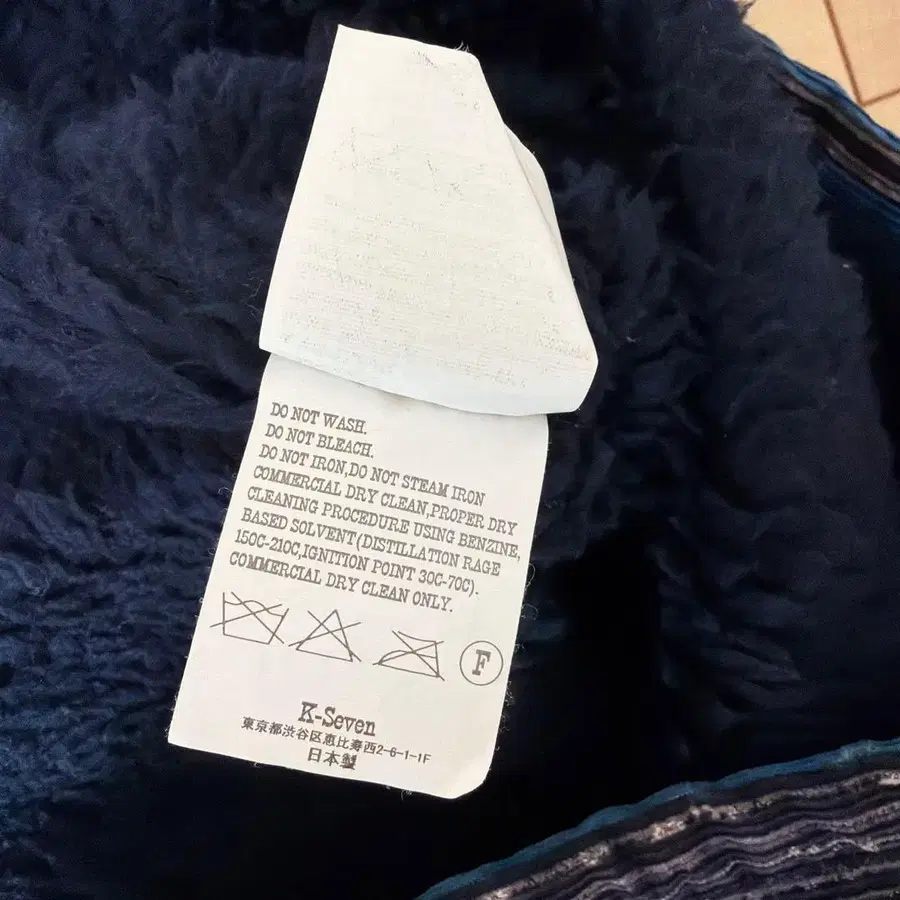 DO NOT WASH.
DO NOT BLEACH.
DO NOT IRON,DO NOT STEAM IRON
COMMERCIAL DRY CLEAN,PROPER DRY
CLEANING PROCEDURE USING BENZINE,
BASED SOLVENT(DISTILLATION RAGE
150C-210C,IGNITION POINT 30C-70C).
COMMERCIAL DRY CLEAN ONLY.
F
K-Seven
東京都渋谷区恵比寿西2-6-1-1F
日本製